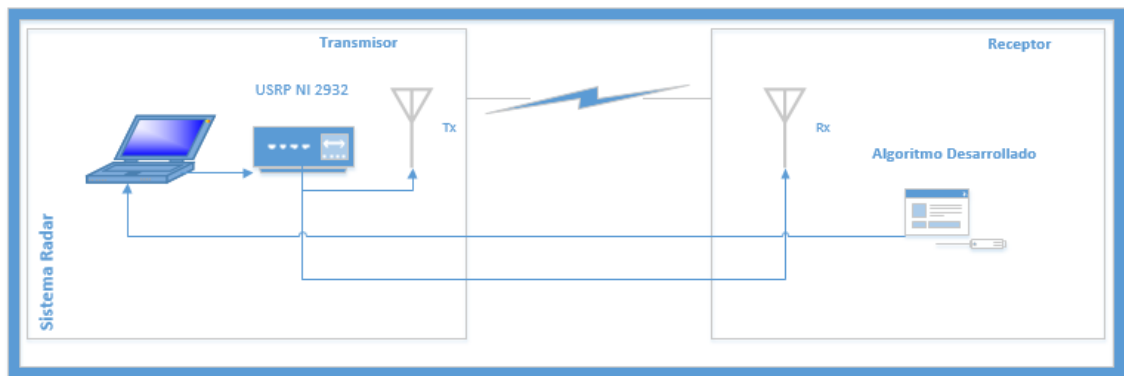 Transmisor
Receptor
USRP NI 2932
Tx
Rx
Algoritmo Desarrollado
Sistema Radar